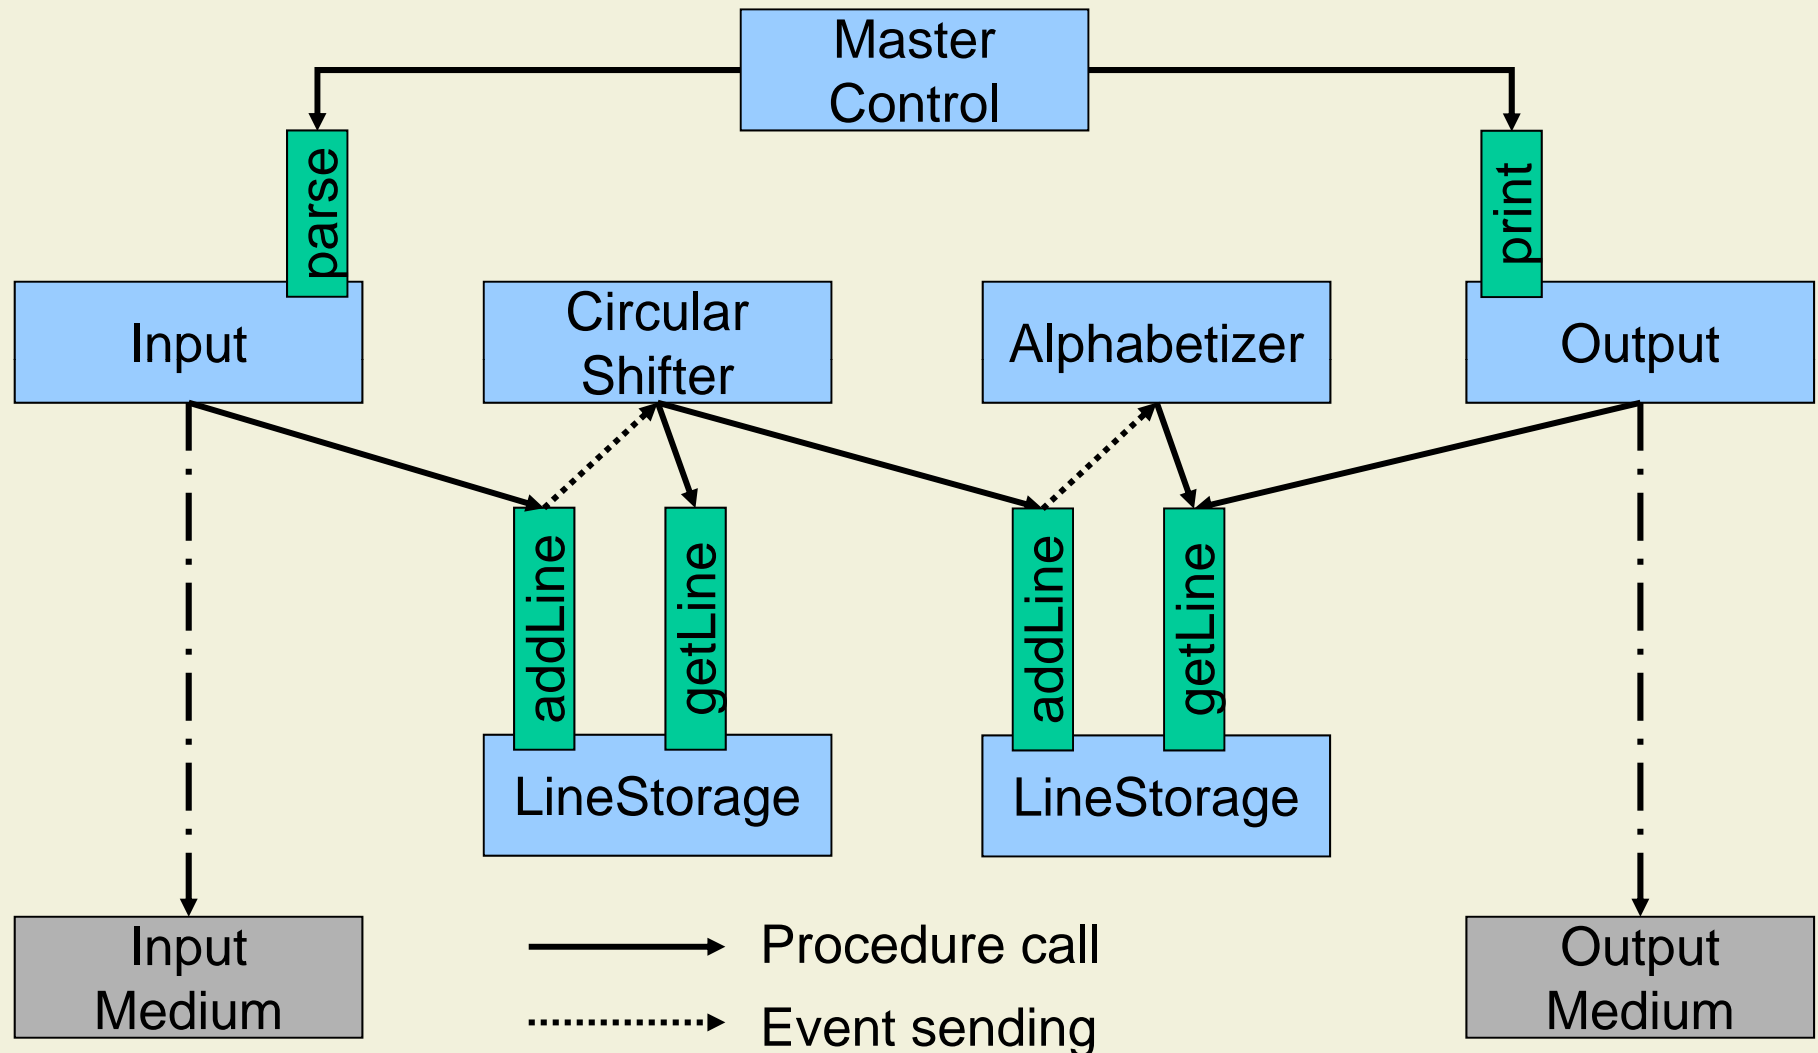 Master
Control
parse
print
Input
Circular
Shifter
Alphabetizer
Output
addLine
getLine
addLine
getLine
LineStorage
LineStorage
Input
Medium
Procedure call
Event sending
Output
Medium